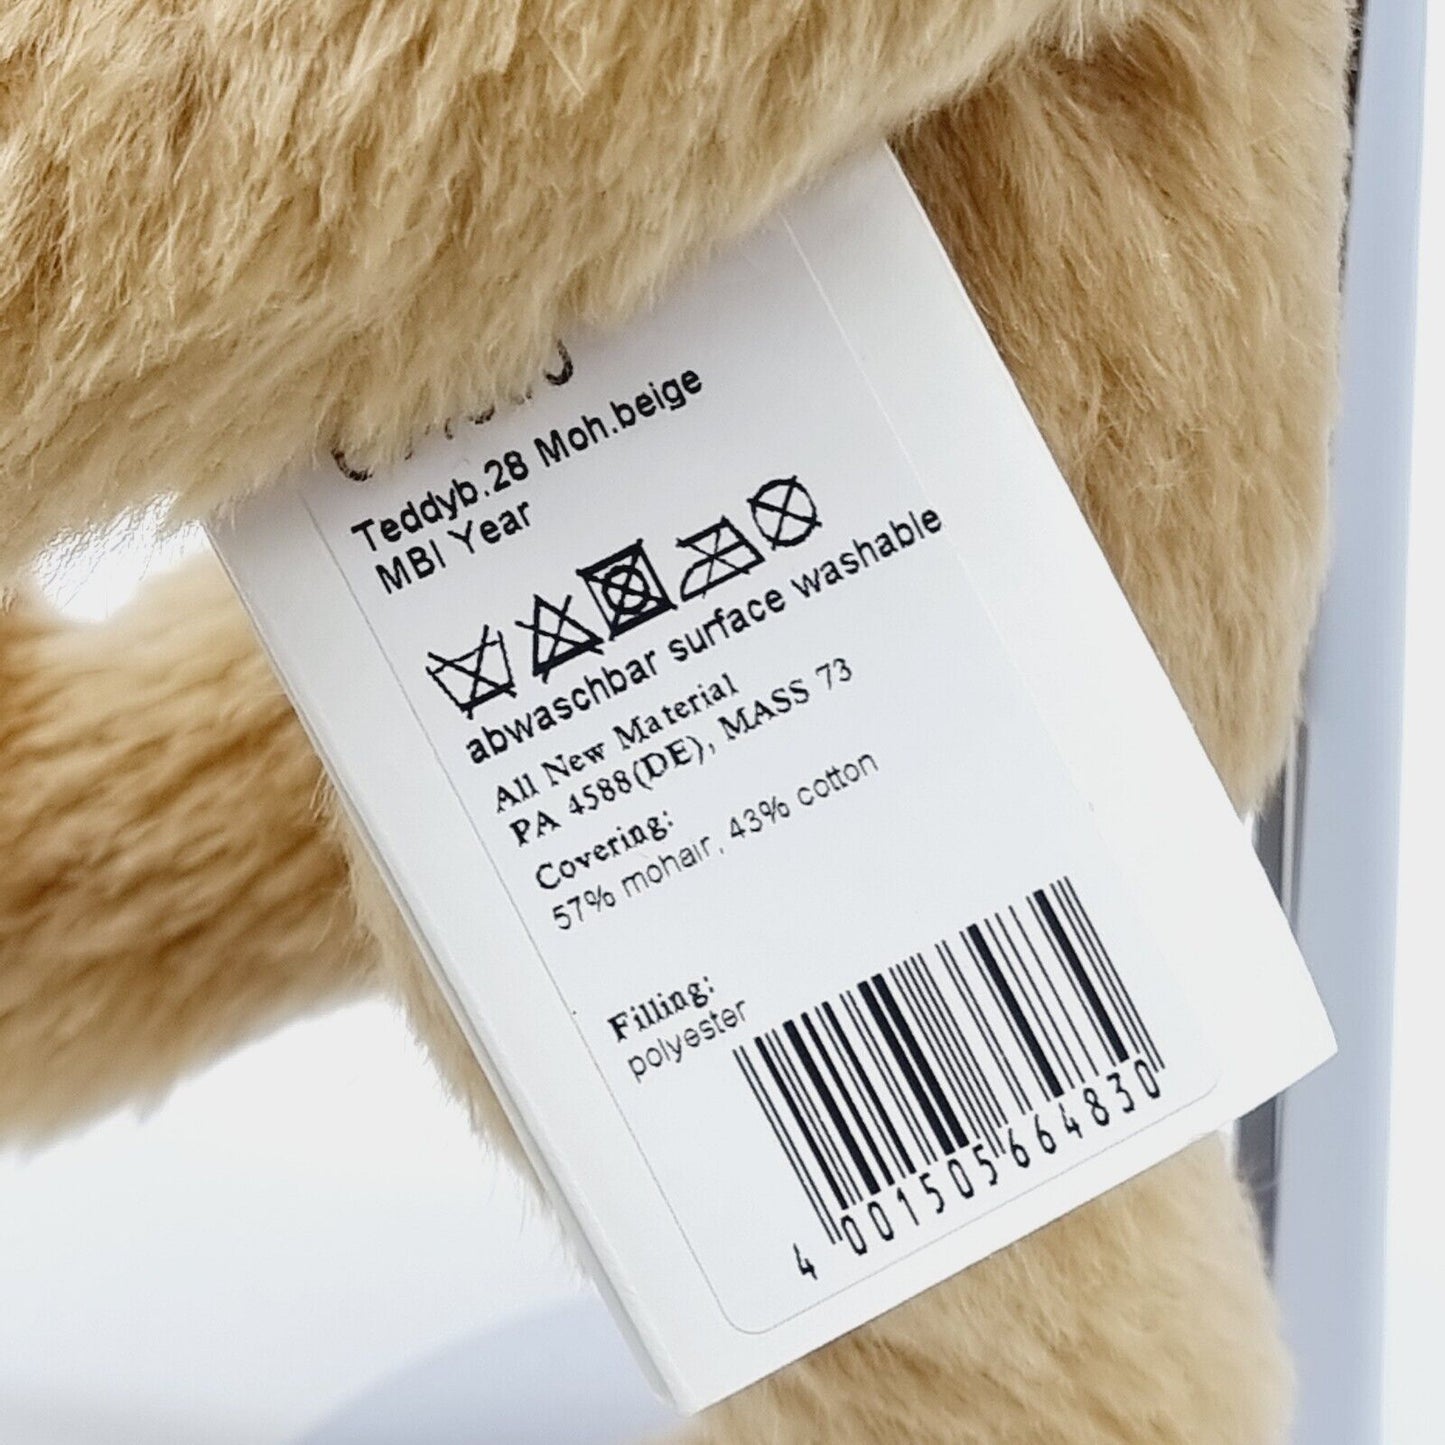 Teddyb.28 Moh.beige
MBI Year
abwaschbar surface washable
All New Material
PA 4588(DE), MASS 73
Covering:
57% mohair, 43% cotton
Filling:
polyester
4 001505 664830